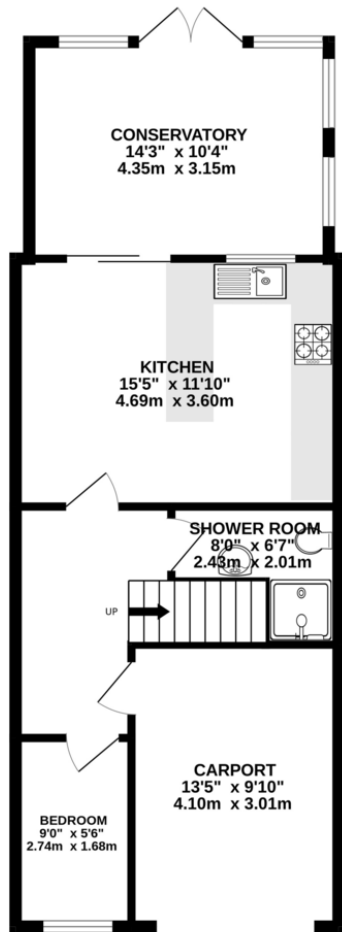 CONSERVATORY
14'3" x 10'4"
4.35m x 3.15m
KITCHEN
15'5" x 11'10"
4.69m x 3.60m
SHOWER ROOM
8'0" x 6'7"
2.43m x 2.01m
UP
CARPORT
13'5" x 9'10"
4.10m x 3.01m
BEDROOM
9'0" x 5'6"
2.74m x 1.68m